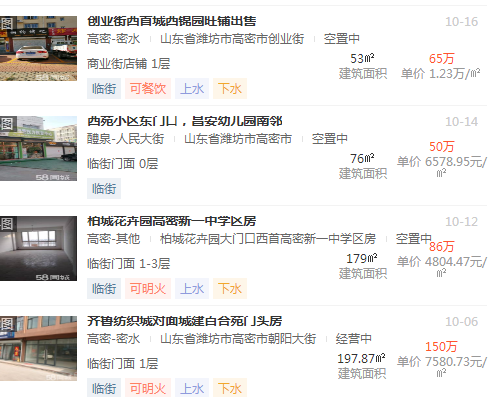 图
创业街西百城西锦园旺铺出售
10-16
高密-密水 山东省潍坊市高密市创业街 空置中
53㎡
65万
商业街店铺 1层
建筑面积
单价 1.23万/㎡
临街 可餐饮 上水 下水
58同城
图
西苑小区东门口，昌安幼儿园南邻
10-14
醴泉-人民大街 山东省潍坊市高密市 空置中
76㎡
50万
临街门面 0层
建筑面积
单价 6578.95元/㎡
临街
58同城
图
柏城花卉园高密新一中学区房
10-12
高密-其他 柏城花卉园大门口西首高密新一中学区房 空置中
179㎡
86万
临街门面 1-3层
建筑面积
单价 4804.47元/㎡
临街 可明火 上水 下水
58同城
图
齐鲁纺织城对面城建百合苑门头房
10-06
高密-密水 山东省潍坊市高密市朝阳大街 经营中
197.87㎡
150万
临街门面 1层
建筑面积
单价 7580.73元/㎡
临街 可明火 上水 下水